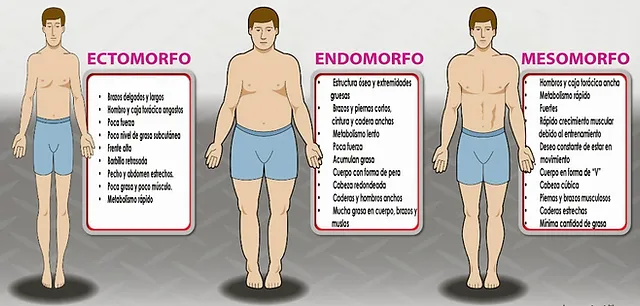 ECTOMORFO
Brazos delgados y largos
Hombro y caja torácica angostos
Poca fuerza
Poco nivel de grasa subcutánea
Frente alta
Barbilla retrasada
Pecho y abdomen estrechos.
Poca grasa y poco músculo.
Metabolismo rápido
ENDOMORFO
Estructura ósea y extremidades
gruesas
Brazos y piernas cortos,
cintura y cadera anchas
Metabolismo lento
Poca fuerza
Acumulan grasa
Cuerpo con forma de pera
Cabeza redondeada
Caderas y hombros anchos
Mucha grasa en cuerpo, brazos y
muslos
MESOMORFO
Hombros y caja torácica ancha
Metabolismo rápido
Fuertes
Rápido crecimiento muscular
debido al entrenamiento
Deseo constante de estar en
movimiento
Cuerpo en forma de "V"
Cabeza cúbica
Piernas y brazos musculosos
Caderas estrechas
Mínima cantidad de grasa